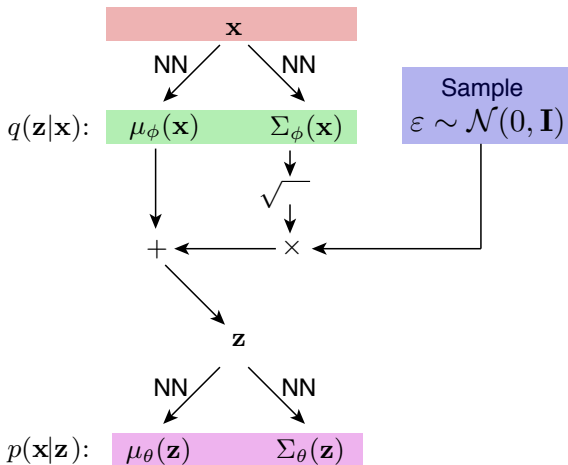 x
NN NN
Sample
ε ∼ 𝒩(0, I)
q(z|x): μ_ϕ(x) Σ_ϕ(x)
√
+ ×
z
NN NN
p(x|z): μ_θ(z) Σ_θ(z)